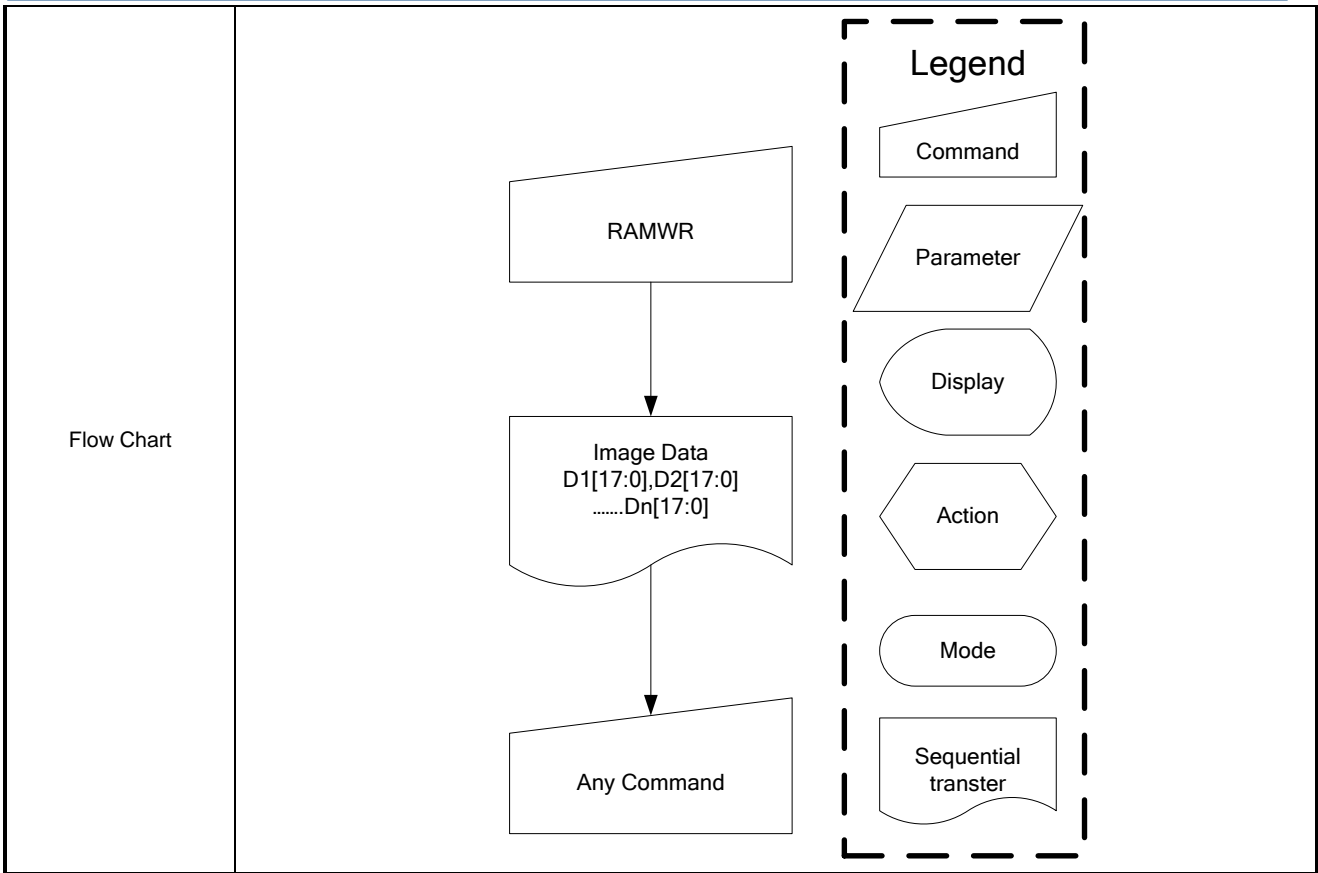 Flow Chart
RAMWR
Image Data
D1[17:0],D2[17:0]
.......Dn[17:0]
Any Command
Legend
Command
Parameter
Display
Action
Mode
Sequential
transter